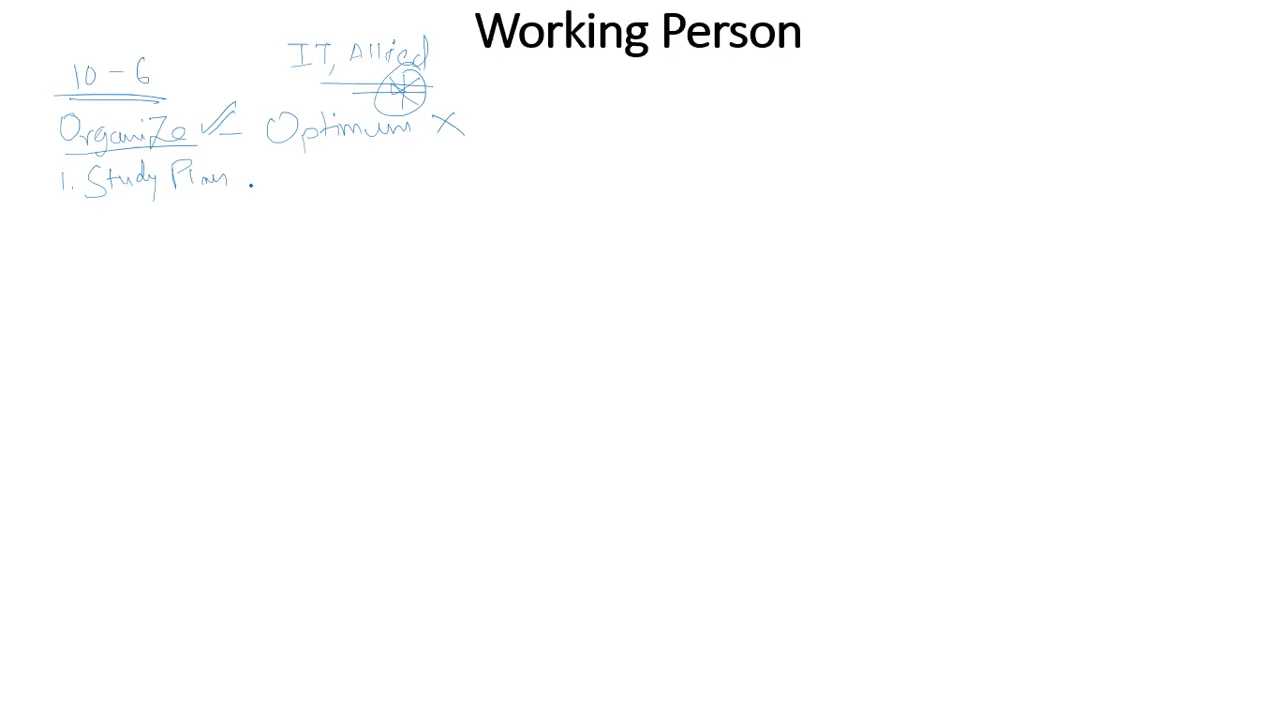 Working Person
IT, Allied
10 - 6
Organize - Optimum X
1. Study Plan